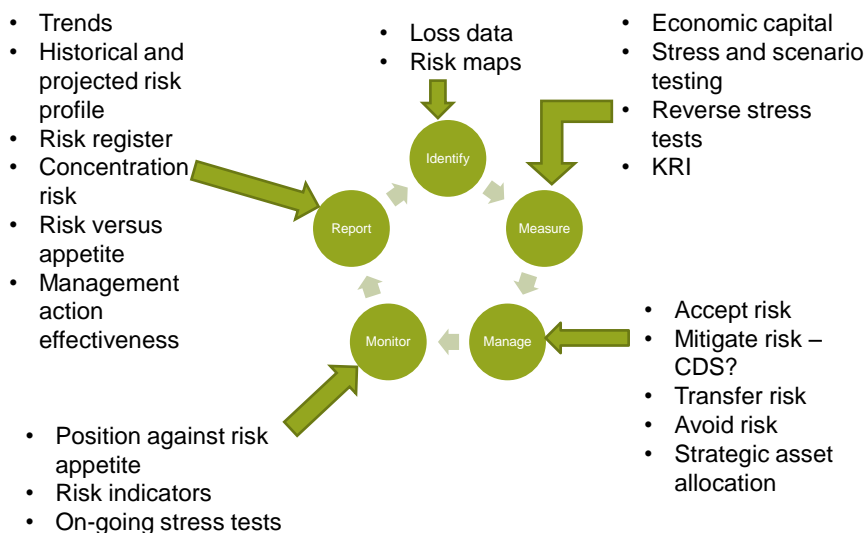 • Trends
• Historical and
projected risk
profile
• Risk register
• Concentration
risk
• Risk versus
appetite
• Management
action
effectiveness
• Loss data
• Risk maps
• Economic capital
• Stress and scenario
testing
• Reverse stress
tests
• KRI
Identify
Report
Measure
Monitor
Manage
• Accept risk
• Mitigate risk –
CDS?
• Transfer risk
• Avoid risk
• Strategic asset
allocation
• Position against risk
appetite
• Risk indicators
• On-going stress tests